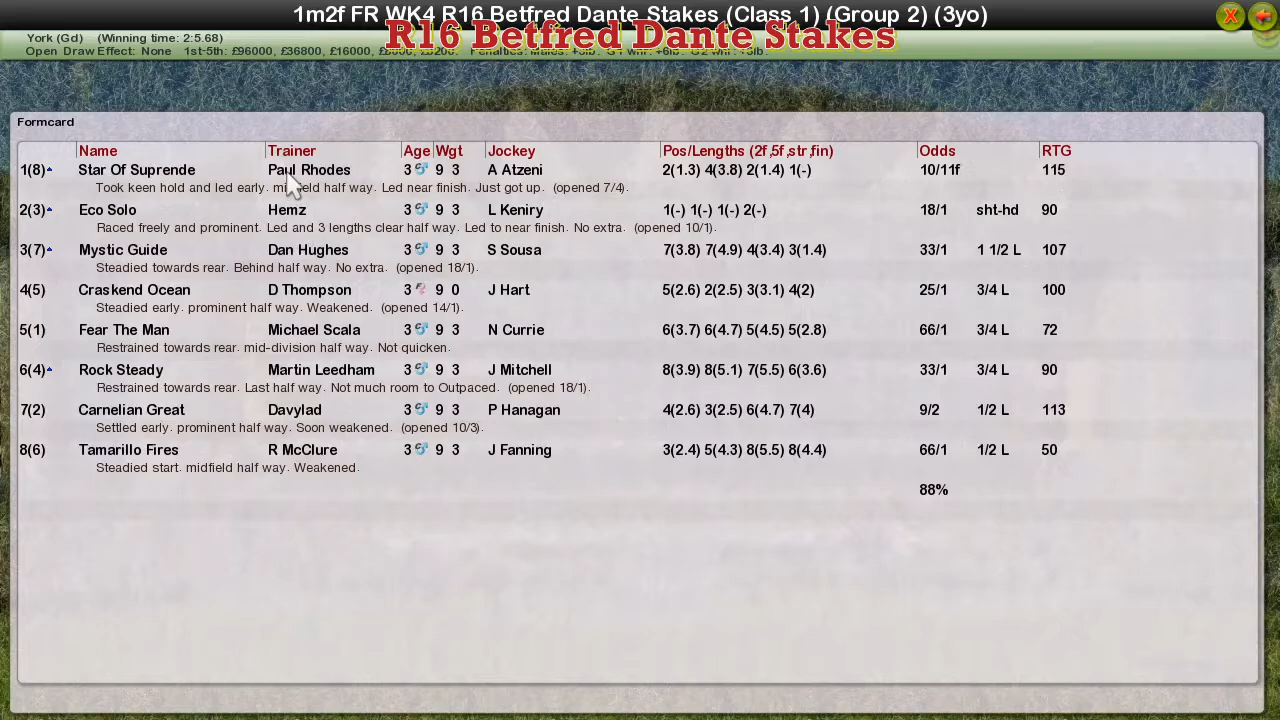 1m2f FR WK4 R16 Betfred Dante Stakes (Class 1) (Group 2) (3yo)
R16 Betfred Dante Stakes
York (Gd) (Winning time: 2:5.68)
Open Draw Effect: None 1st-5th: £96000, £36800, £16000, £8000, £3200. Penalties: Males: +3lb. G1 wnr: +6lb. G2 wnr: +3lb.
Formcard
Name Trainer Age Wgt Jockey Pos/Lengths (2f,5f,str,fin) Odds RTG
1(8) Star Of Suprende Paul Rhodes 3 9 3 A Atzeni 2(1.3) 4(3.8) 2(1.4) 1(-) 10/11f 115
Took keen hold and led early. midfield half way. Led near finish. Just got up. (opened 7/4).
2(3) Eco Solo Hemz 3 9 3 L Keniry 1(-) 1(-) 1(-) 2(-) 18/1 sht-hd 90
Raced freely and prominent. Led and 3 lengths clear half way. Led to near finish. No extra. (opened 10/1).
3(7) Mystic Guide Dan Hughes 3 9 3 S Sousa 7(3.8) 7(4.9) 4(3.4) 3(1.4) 33/1 1 1/2 L 107
Steadied towards rear. Behind half way. No extra. (opened 18/1).
4(5) Craskend Ocean D Thompson 3 9 0 J Hart 5(2.6) 2(2.5) 3(3.1) 4(2) 25/1 3/4 L 100
Steadied early. prominent half way. Weakened. (opened 14/1).
5(1) Fear The Man Michael Scala 3 9 3 N Currie 6(3.7) 6(4.7) 5(4.5) 5(2.8) 66/1 3/4 L 72
Restrained towards rear. mid-division half way. Not quicken.
6(4) Rock Steady Martin Leedham 3 9 3 J Mitchell 8(3.9) 8(5.1) 7(5.5) 6(3.6) 33/1 3/4 L 90
Restrained towards rear. Last half way. Not much room to Outpaced. (opened 18/1).
7(2) Carnelian Great Davylad 3 9 3 P Hanagan 4(2.6) 3(2.5) 6(4.7) 7(4) 9/2 1/2 L 113
Settled early. prominent half way. Soon weakened. (opened 10/3).
8(6) Tamarillo Fires R McClure 3 9 3 J Fanning 3(2.4) 5(4.3) 8(5.5) 8(4.4) 66/1 1/2 L 50
Steadied start. midfield half way. Weakened.
88%